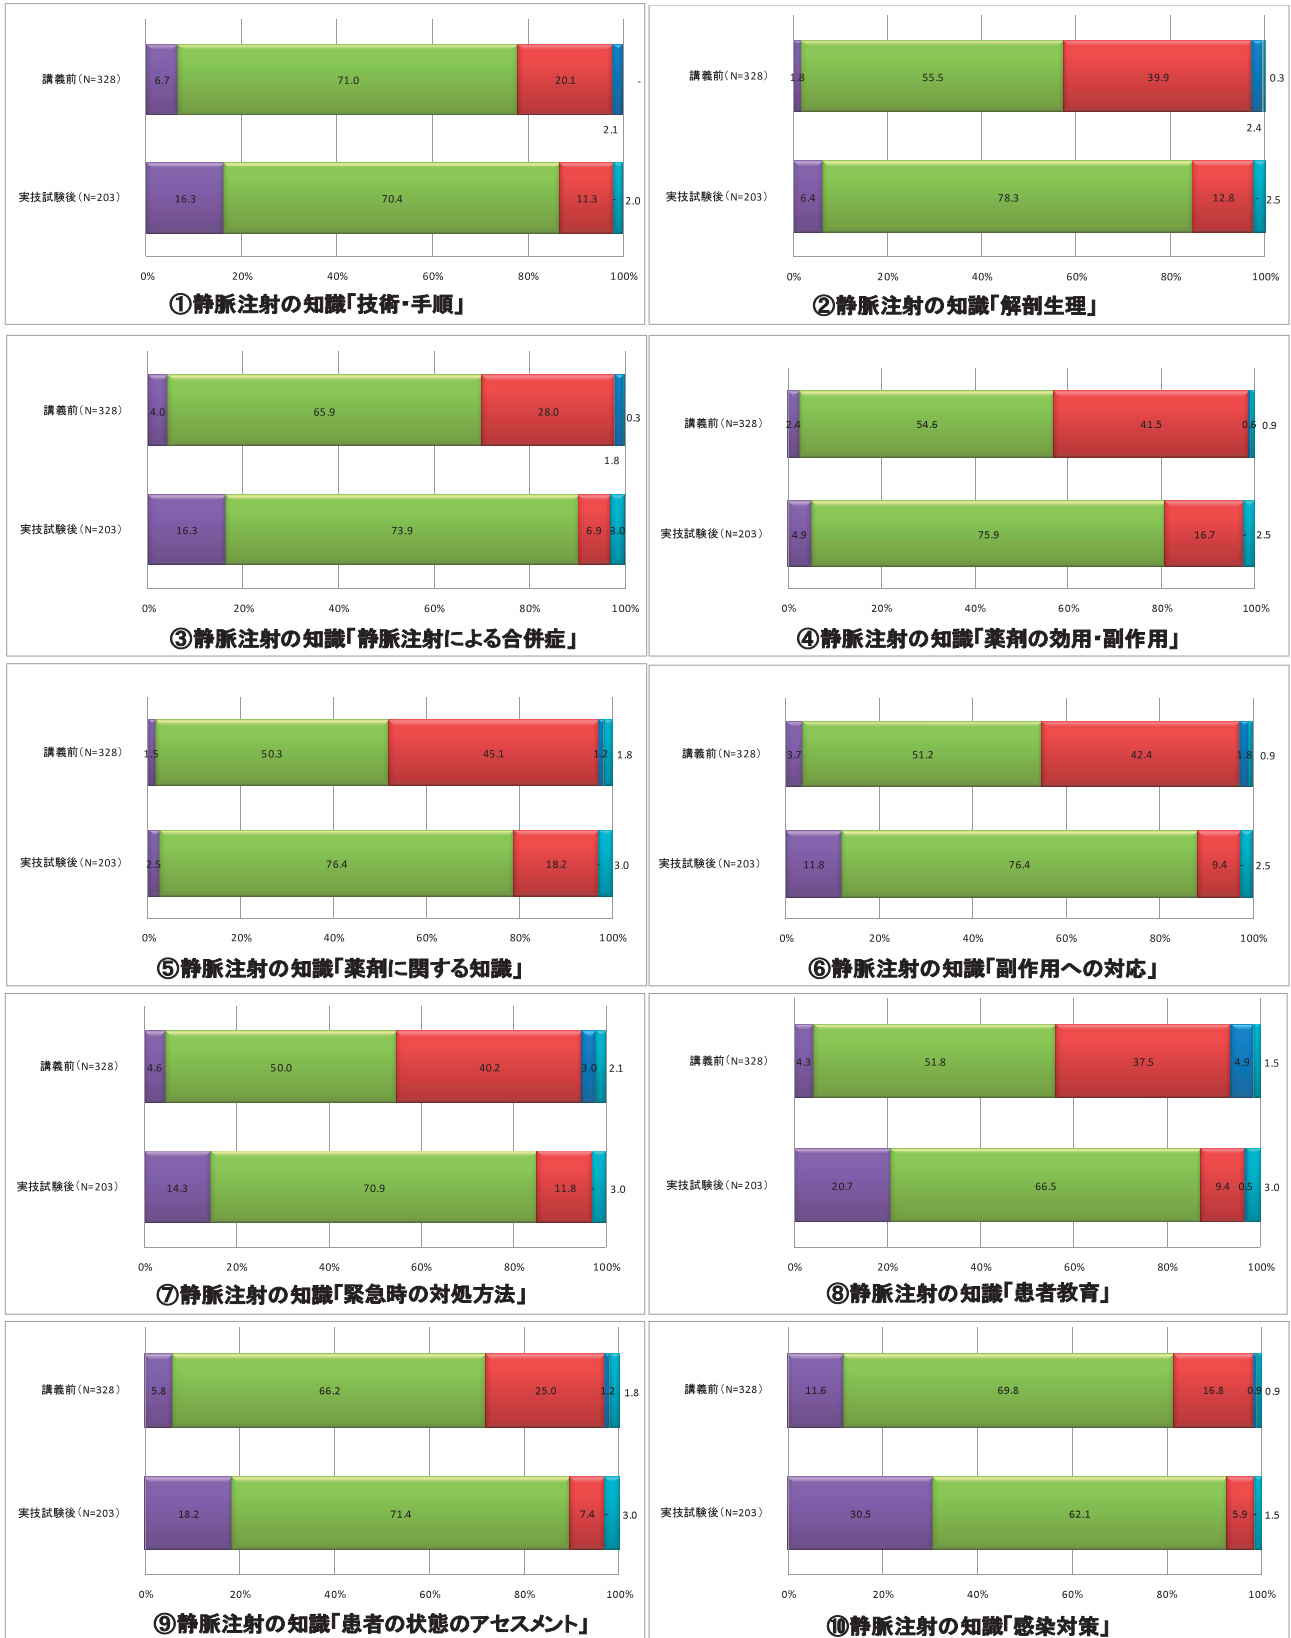 講義前(N=328)
6.7 71.0 20.1 -
2.1
実技試験後(N=203)
16.3 70.4 11.3 - 2.0
0% 20% 40% 60% 80% 100%
①静脈注射の知識「技術・手順」
講義前(N=328)
1.8 55.5 39.9 0.3
2.4
実技試験後(N=203)
6.4 78.3 12.8 - 2.5
0% 20% 40% 60% 80% 100%
②静脈注射の知識「解剖生理」
講義前(N=328)
4.0 65.9 28.0 0.3
1.8
実技試験後(N=203)
16.3 73.9 6.9 3.0
0% 20% 40% 60% 80% 100%
③静脈注射の知識「静脈注射による合併症」
講義前(N=328)
2.4 54.6 41.5 0.6 0.9
実技試験後(N=203)
4.9 75.9 16.7 - 2.5
0% 20% 40% 60% 80% 100%
④静脈注射の知識「薬剤の効用・副作用」
講義前(N=328)
1.5 50.3 45.1 1.2 1.8
実技試験後(N=203)
2.5 76.4 18.2 - 3.0
0% 20% 40% 60% 80% 100%
⑤静脈注射の知識「薬剤に関する知識」
講義前(N=328)
3.7 51.2 42.4 1.8 0.9
実技試験後(N=203)
11.8 76.4 9.4 - 2.5
0% 20% 40% 60% 80% 100%
⑥静脈注射の知識「副作用への対応」
講義前(N=328)
4.6 50.0 40.2 3.0 2.1
実技試験後(N=203)
14.3 70.9 11.8 - 3.0
0% 20% 40% 60% 80% 100%
⑦静脈注射の知識「緊急時の対処方法」
講義前(N=328)
4.3 51.8 37.5 4.9 1.5
実技試験後(N=203)
20.7 66.5 9.4 0.5 3.0
0% 20% 40% 60% 80% 100%
⑧静脈注射の知識「患者教育」
講義前(N=328)
5.8 66.2 25.0 1.2 1.8
実技試験後(N=203)
18.2 71.4 7.4 - 3.0
0% 20% 40% 60% 80% 100%
⑨静脈注射の知識「患者の状態のアセスメント」
講義前(N=328)
11.6 69.8 16.8 0.9 0.9
実技試験後(N=203)
30.5 62.1 5.9 - 1.5
0% 20% 40% 60% 80% 100%
⑩静脈注射の知識「感染対策」